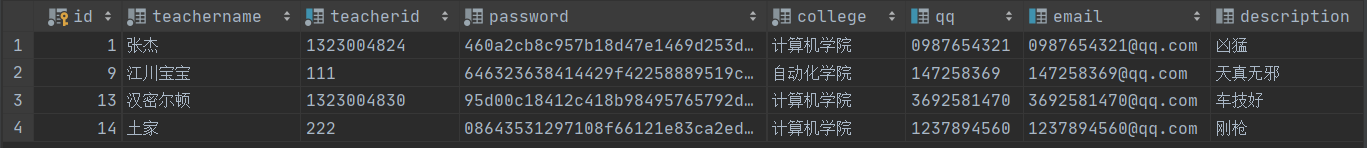 id teachername teacherid password college qq email description
1 1 张杰 1323004824 460a2cb8c957b18d47e1469d253d… 计算机学院 0987654321 0987654321@qq.com 凶猛
2 9 江川宝宝 111 646323638414429f42258889519c… 自动化学院 147258369 147258369@qq.com 天真无邪
3 13 汉密尔顿 1323004830 95d00c18412c418b98495765792d… 计算机学院 3692581470 3692581470@qq.com 车技好
4 14 土家 222 08643531297108f66121e83ca2ed… 计算机学院 1237894560 1237894560@qq.com 刚枪